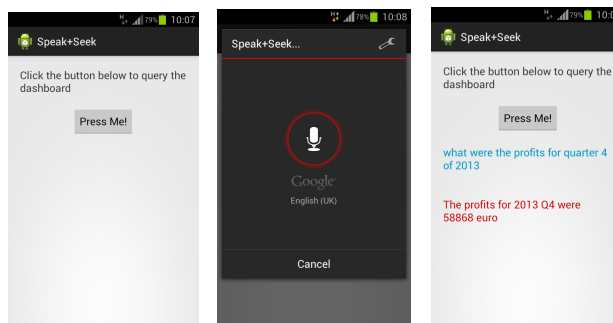 79% 10:07
Speak+Seek
Click the button below to query the
dashboard
Press Me!
78% 10:08
Speak+Seek...
Google
English (UK)
Cancel
79% 10:0
Speak+Seek
Click the button below to query the
dashboard
Press Me!
what were the profits for quarter 4
of 2013
The profits for 2013 Q4 were
58868 euro